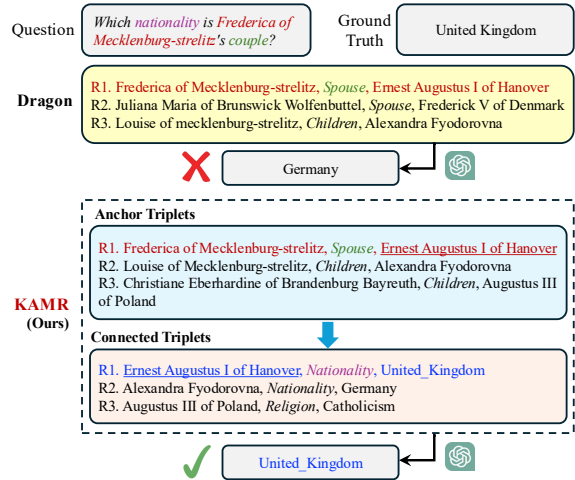 Question
Which nationality is Frederica of
Mecklenburg-strelitz's couple?
Ground
Truth
United Kingdom
Dragon
R1. Frederica of Mecklenburg-strelitz, Spouse, Ernest Augustus I of Hanover
R2. Juliana Maria of Brunswick Wolfenbuttel, Spouse, Frederick V of Denmark
R3. Louise of mecklenburg-strelitz, Children, Alexandra Fyodorovna
Germany
KAMR
(Ours)
Anchor Triplets
R1. Frederica of Mecklenburg-strelitz, Spouse, Ernest Augustus I of Hanover
R2. Louise of Mecklenburg-strelitz, Children, Alexandra Fyodorovna
R3. Christiane Eberhardine of Brandenburg Bayreuth, Children, Augustus III
of Poland
Connected Triplets
R1. Ernest Augustus I of Hanover, Nationality, United_Kingdom
R2. Alexandra Fyodorovna, Nationality, Germany
R3. Augustus III of Poland, Religion, Catholicism
United_Kingdom